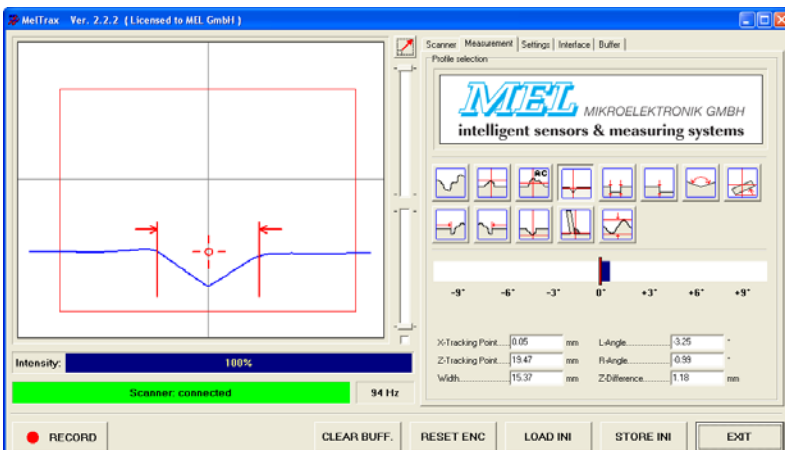 MelTrax Ver. 2.2.2 ( Licensed to MEL GmbH )
Scanner Measurement Settings Interface Buffer
Profile selection
MEL MIKROELEKTRONIK GMBH
intelligent sensors & measuring systems
AC
-9° -6° -3° 0° +3° +6° +9°
X-Tracking Point 0.05 mm L-Angle -3.25 °
Z-Tracking Point 19.47 mm R-Angle -0.99 °
Width 15.37 mm Z-Difference 1.18 mm
Intensity: 100%
Scanner: connected 94 Hz
RECORD CLEAR BUFF. RESET ENC LOAD INI STORE INI EXIT